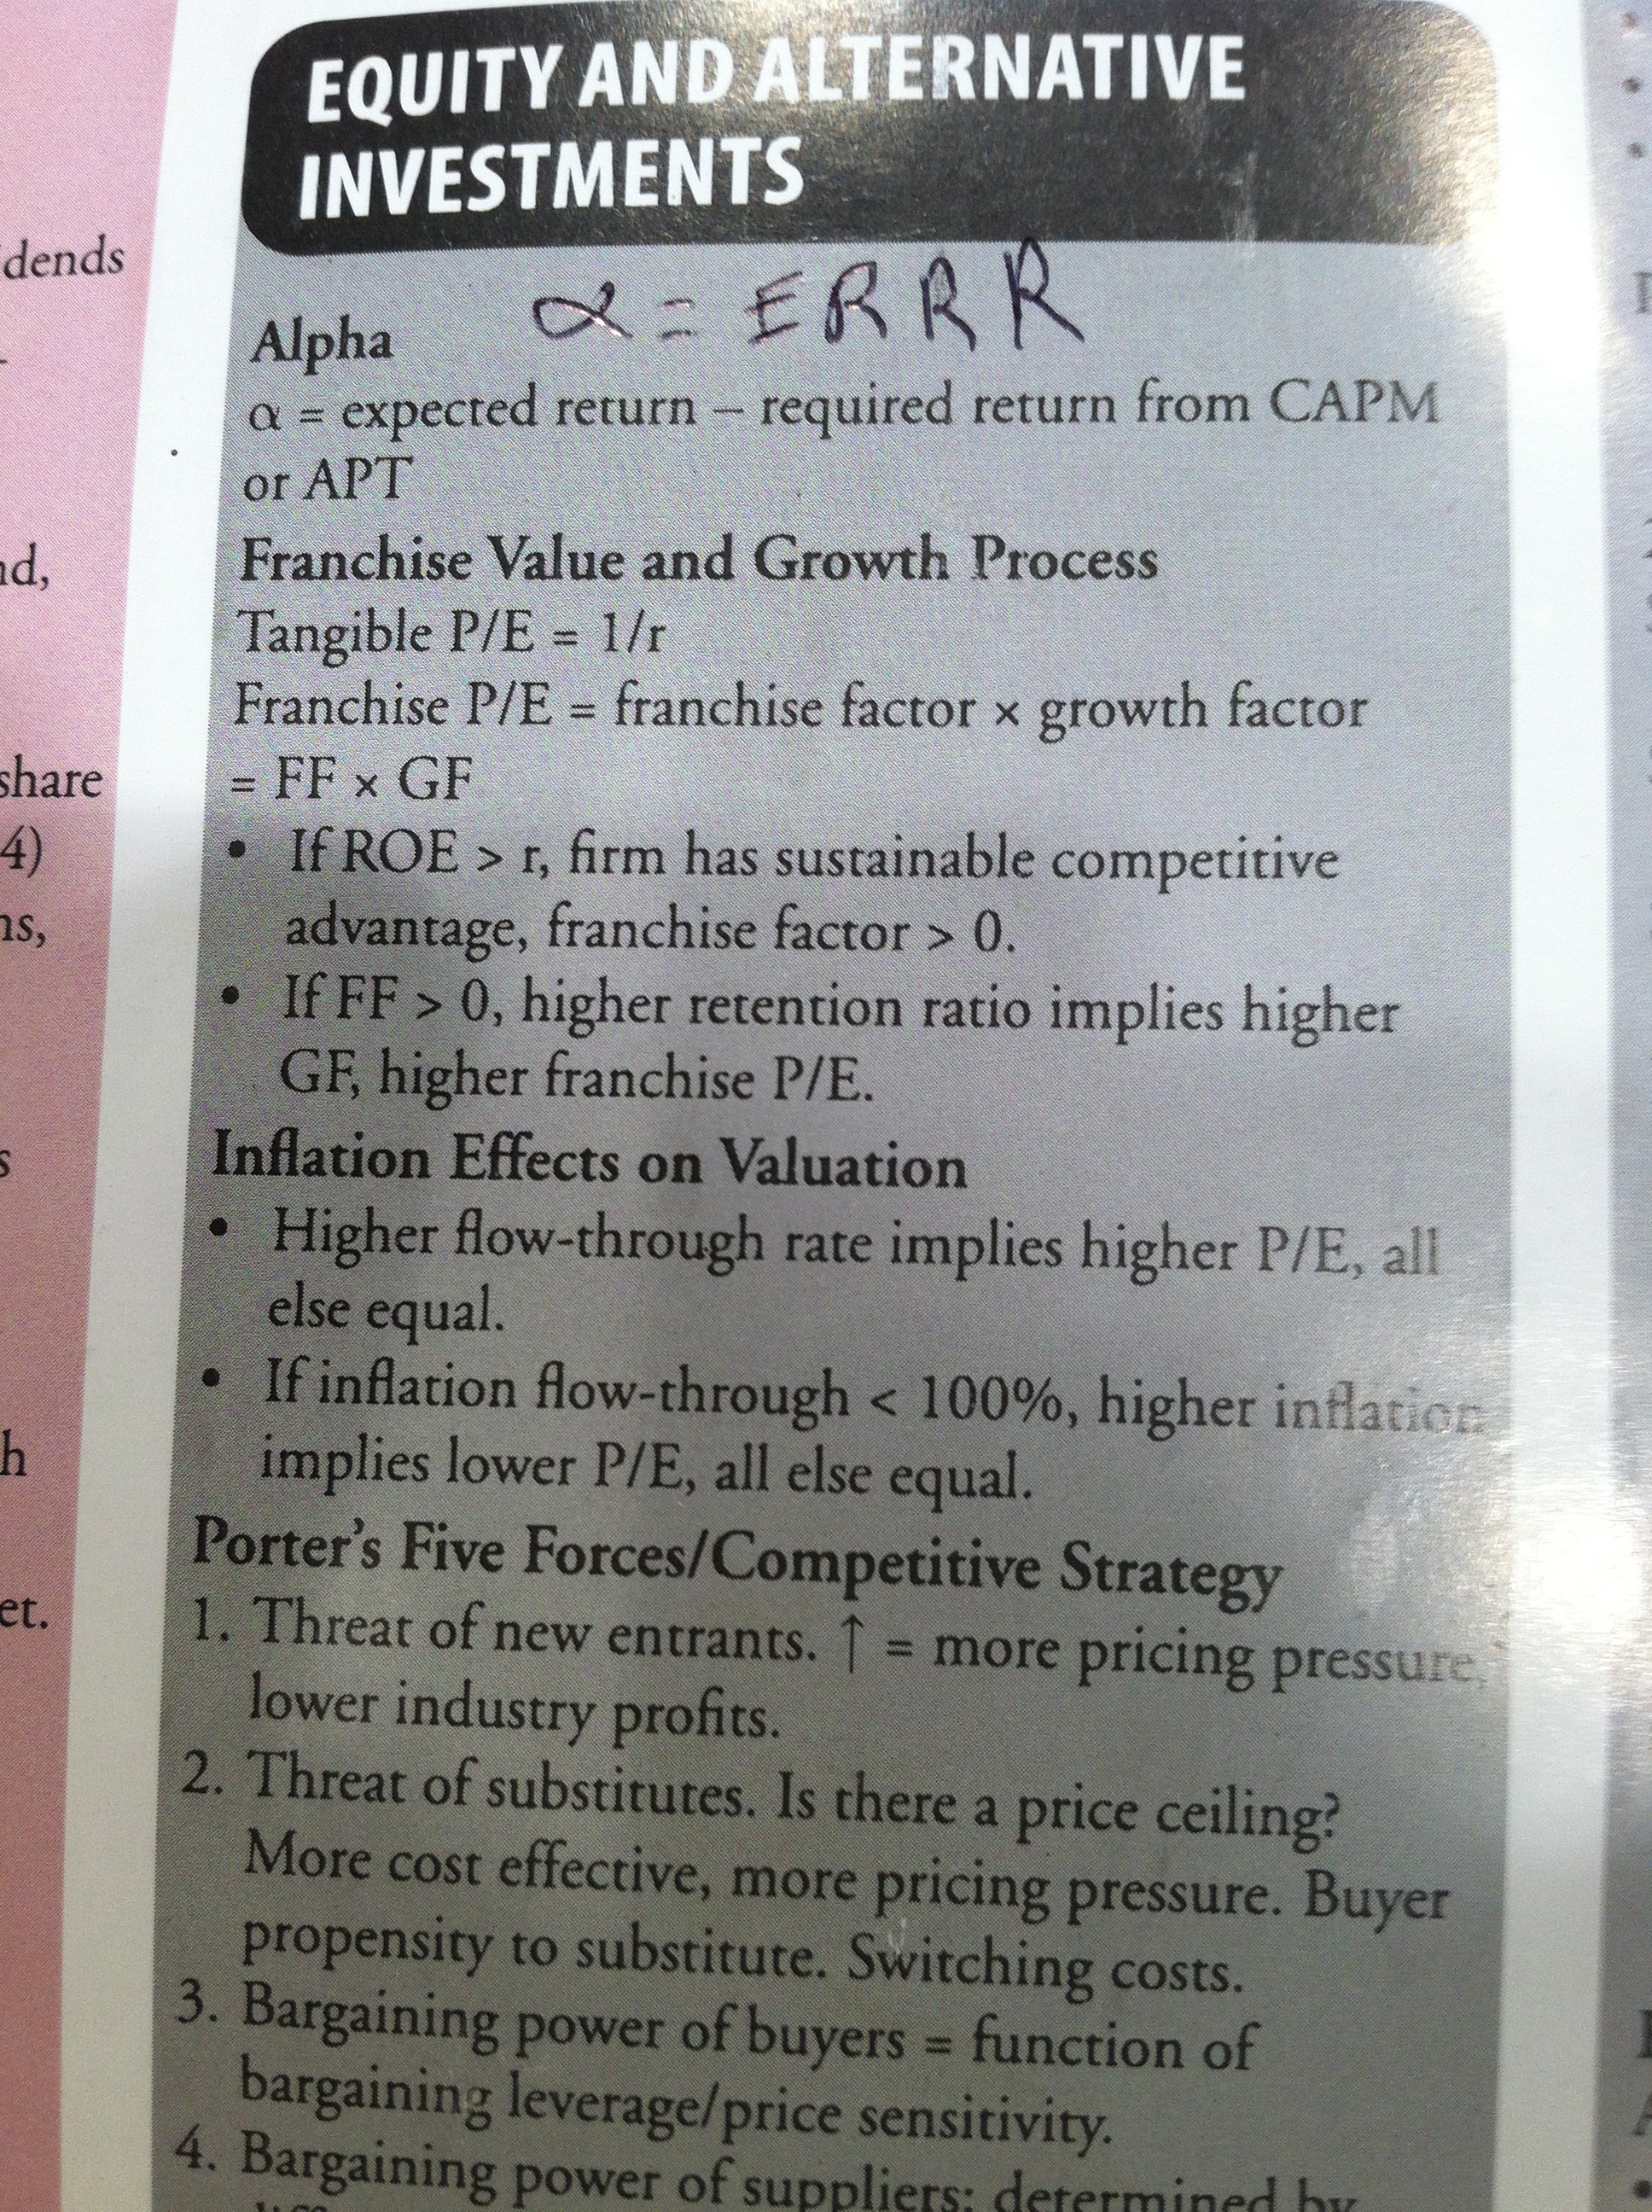 EQUITY AND ALTERNATIVE
INVESTMENTS
α = ERRR
Alpha
α = expected return – required return from CAPM
or APT
Franchise Value and Growth Process
Tangible P/E = 1/r
Franchise P/E = franchise factor × growth factor
= FF × GF
• If ROE > r, firm has sustainable competitive
advantage, franchise factor > 0.
• If FF > 0, higher retention ratio implies higher
GF, higher franchise P/E.
Inflation Effects on Valuation
• Higher flow-through rate implies higher P/E, all
else equal.
• If inflation flow-through < 100%, higher inflation
implies lower P/E, all else equal.
Porter's Five Forces/Competitive Strategy
1. Threat of new entrants. ↑ = more pricing pressure,
lower industry profits.
2. Threat of substitutes. Is there a price ceiling?
More cost effective, more pricing pressure. Buyer
propensity to substitute. Switching costs.
3. Bargaining power of buyers = function of
bargaining leverage/price sensitivity.
4. Bargaining power of suppliers: determined by
dends
share
4)